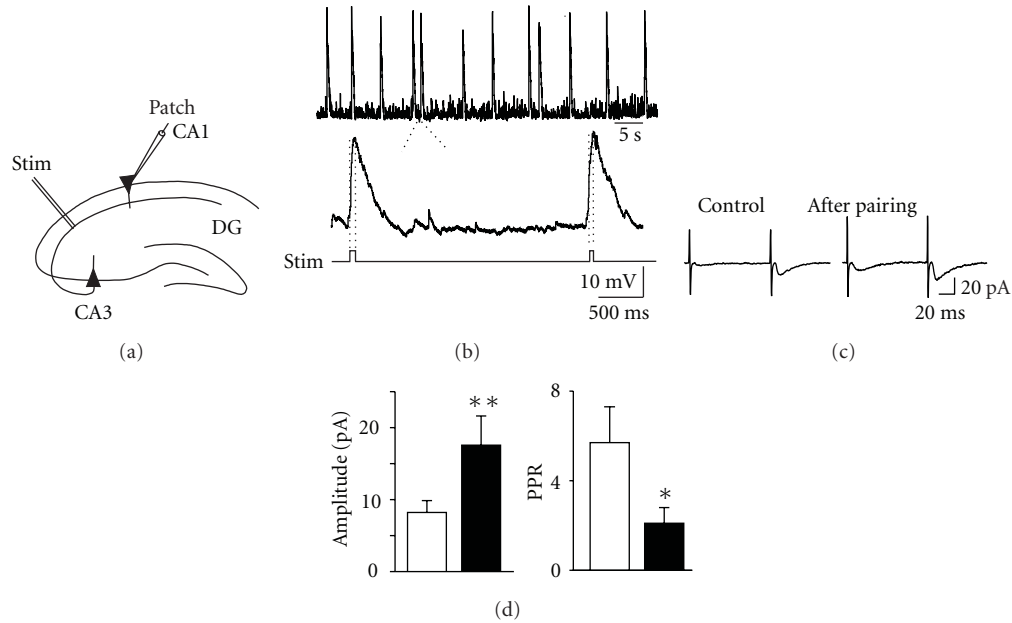 Patch
CA1
Stim
DG
CA3
(a)
5 s
Stim
10 mV
500 ms
(b)
Control
After pairing
20 pA
20 ms
(c)
Amplitude (pA)
20
10
0
**
PPR
8
4
0
*
(d)